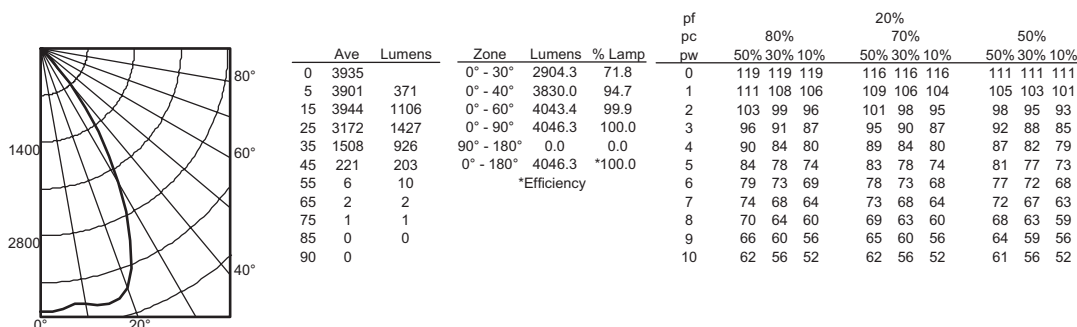 80°
60°
40°
1400
2800
0° 20°
Ave Lumens
0 3935
5 3901 371
15 3944 1106
25 3172 1427
35 1508 926
45 221 203
55 6 10
65 2 2
75 1 1
85 0 0
90 0
Zone Lumens % Lamp
0° - 30° 2904.3 71.8
0° - 40° 3830.0 94.7
0° - 60° 4043.4 99.9
0° - 90° 4046.3 100.0
90° - 180° 0.0 0.0
0° - 180° 4046.3 *100.0
*Efficiency
pf 20%
pc 80% 70% 50%
pw 50% 30% 10% 50% 30% 10% 50% 30% 10%
0 119 119 119 116 116 116 111 111 111
1 111 108 106 109 106 104 105 103 101
2 103 99 96 101 98 95 98 95 93
3 96 91 87 95 90 87 92 88 85
4 90 84 80 89 84 80 87 82 79
5 84 78 74 83 78 74 81 77 73
6 79 73 69 78 73 68 77 72 68
7 74 68 64 73 68 64 72 67 63
8 70 64 60 69 63 60 68 63 59
9 66 60 56 65 60 56 64 59 56
10 62 56 52 62 56 52 61 56 52